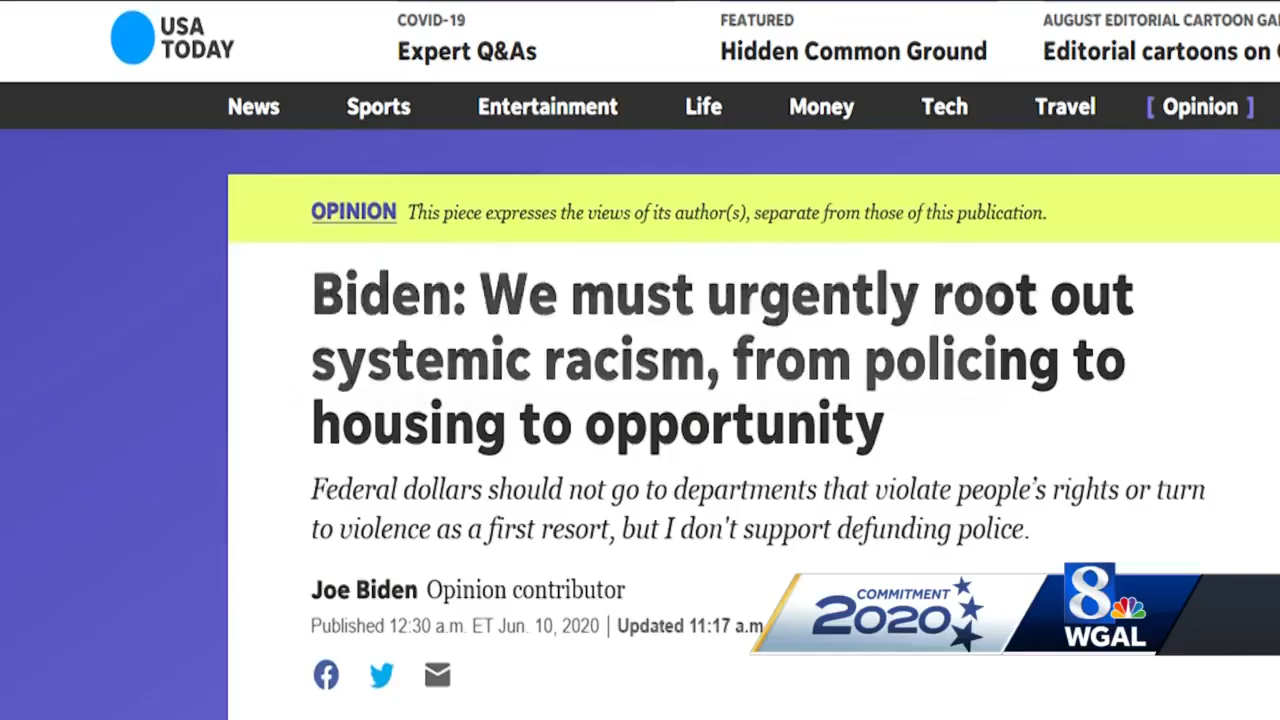 USA
TODAY
COVID-19
Expert Q&As
FEATURED
Hidden Common Ground
AUGUST EDITORIAL CARTOON
Editorial cartoons on
News Sports Entertainment Life Money Tech Travel [ Opinion ]
OPINION This piece expresses the views of its author(s), separate from those of this publication.
Biden: We must urgently root out
systemic racism, from policing to
housing to opportunity
Federal dollars should not go to departments that violate people’s rights or turn
to violence as a first resort, but I don't support defunding police.
Joe Biden Opinion contributor
Published 12:30 a.m. ET Jun. 10, 2020 | Updated 11:17 a.m
COMMITMENT
2020
8
WGAL